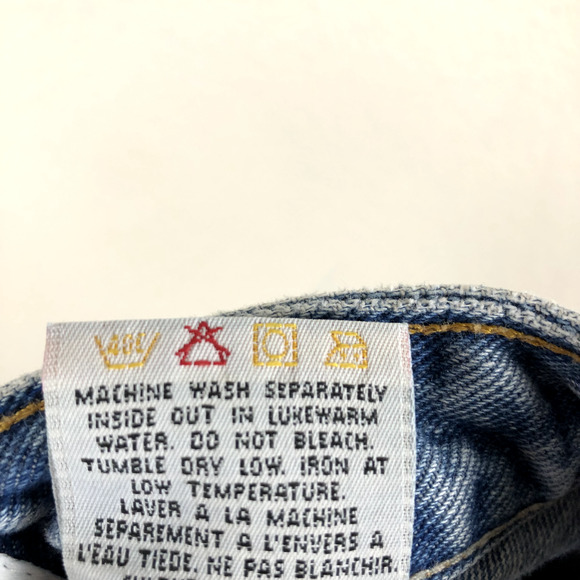 40C
MACHINE WASH SEPARATELY
INSIDE OUT IN LUKEWARM
WATER. DO NOT BLEACH.
TUMBLE DRY LOW. IRON AT
LOW TEMPERATURE.
LAVER A LA MACHINE
SEPAREMENT A L'ENVERS A
L'EAU TIEDE. NE PAS BLANCHIR.